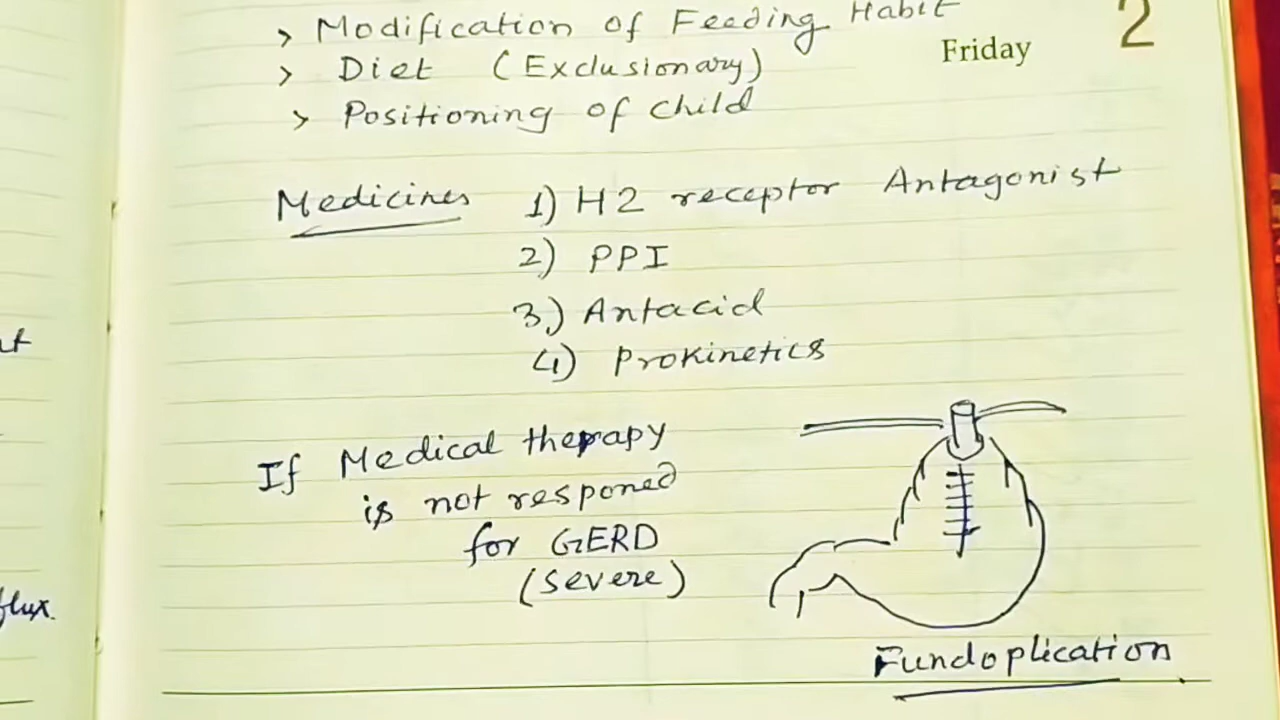 > Modification of Feeding Habit
Friday 2
> Diet (Exclusionary)
> Positioning of child
Medicines 1) H2 receptor Antagonist
2) PPI
3.) Antacid
4) Prokinetics
If Medical therapy
is not responed
for GERD
(severe)
Fundoplication
flux.